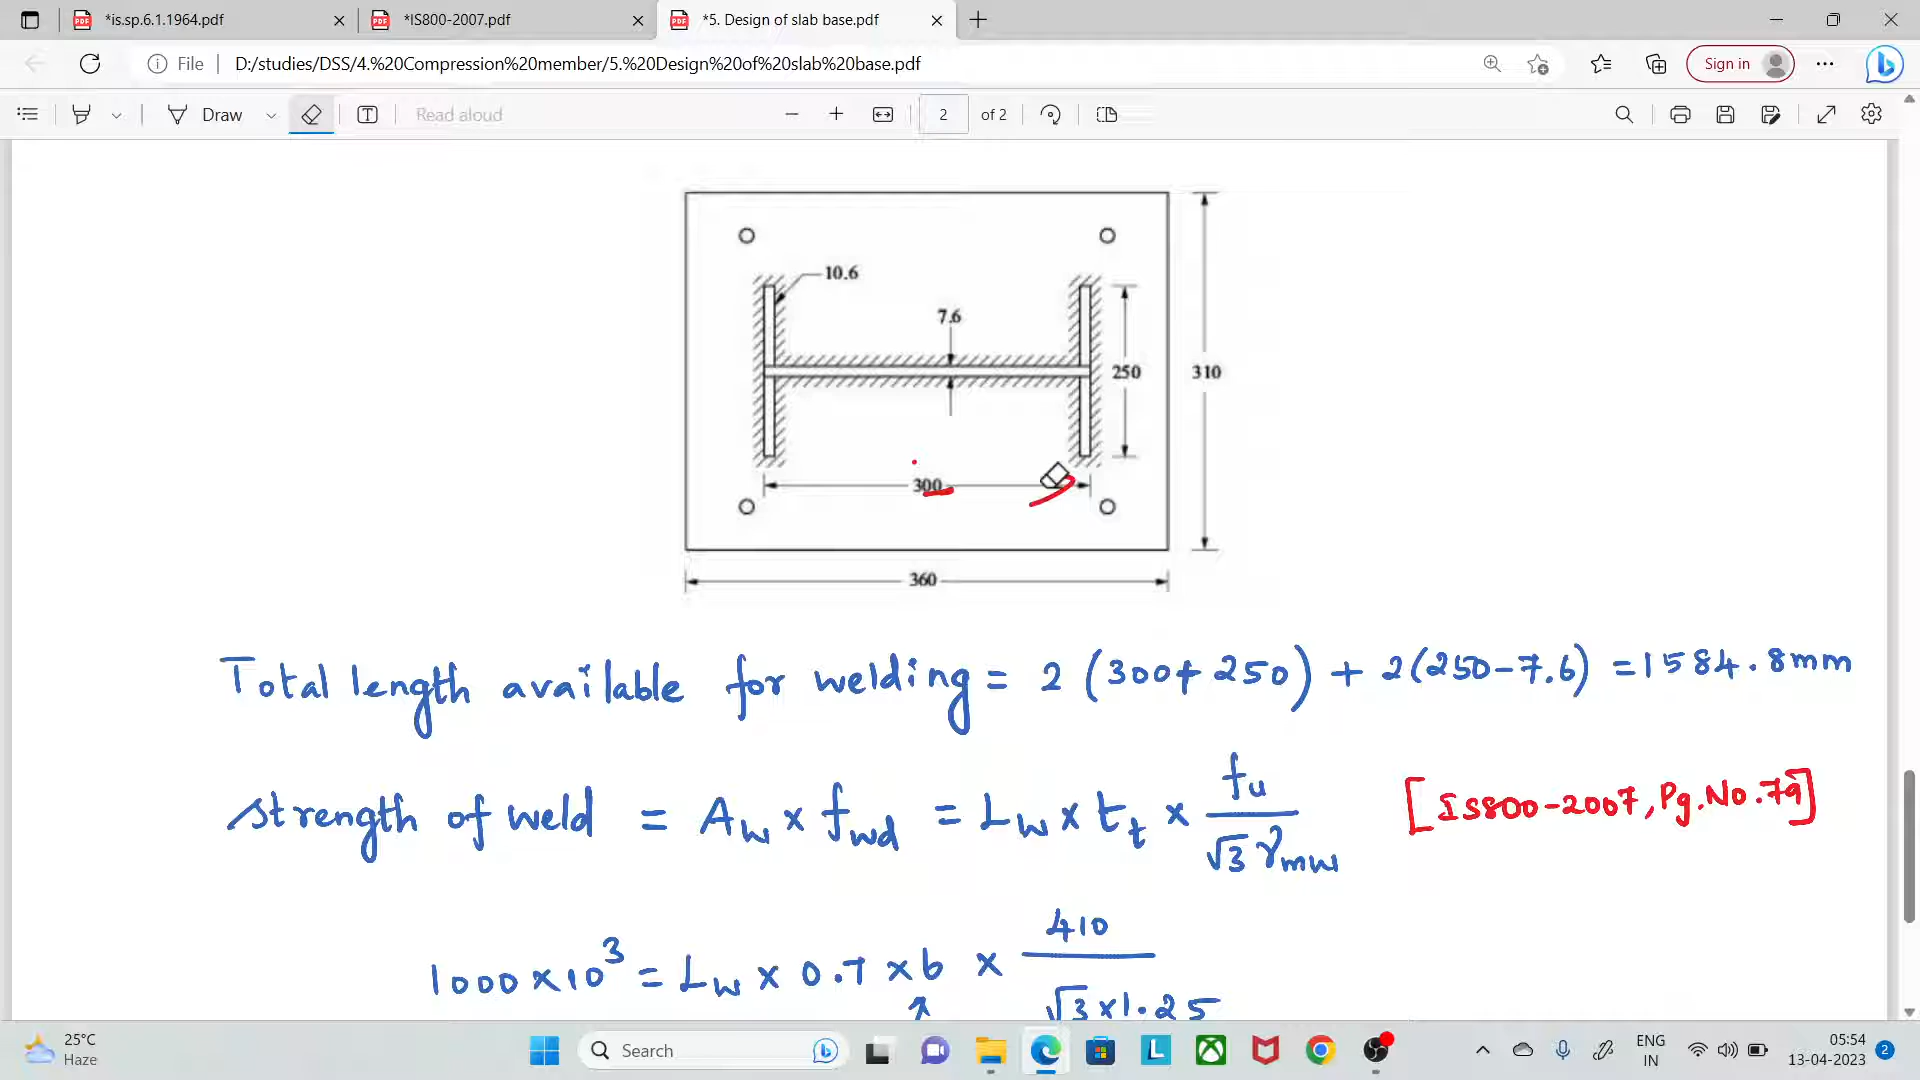 *is.sp.6.1.1964.pdf
*IS800-2007.pdf
*5. Design of slab base.pdf
File
D:/studies/DSS/4.%20Compression%20member/5.%20Design%20of%20slab%20base.pdf
Sign in
Draw
Read aloud
2 of 2
10.6
7.6
250
310
300
360
Total length available for welding = 2 (300+250) + 2(250-7.6) = 1584.8mm
strength of weld = Aw × fwd = Lw × tt × fu / √3 γmw [IS800-2007, Pg.No.79]
1000×10³ = Lw × 0.7 × 6 × 410 / √3×1.25
25°C
Haze
Search
ENG
IN
05:54
13-04-2023
2